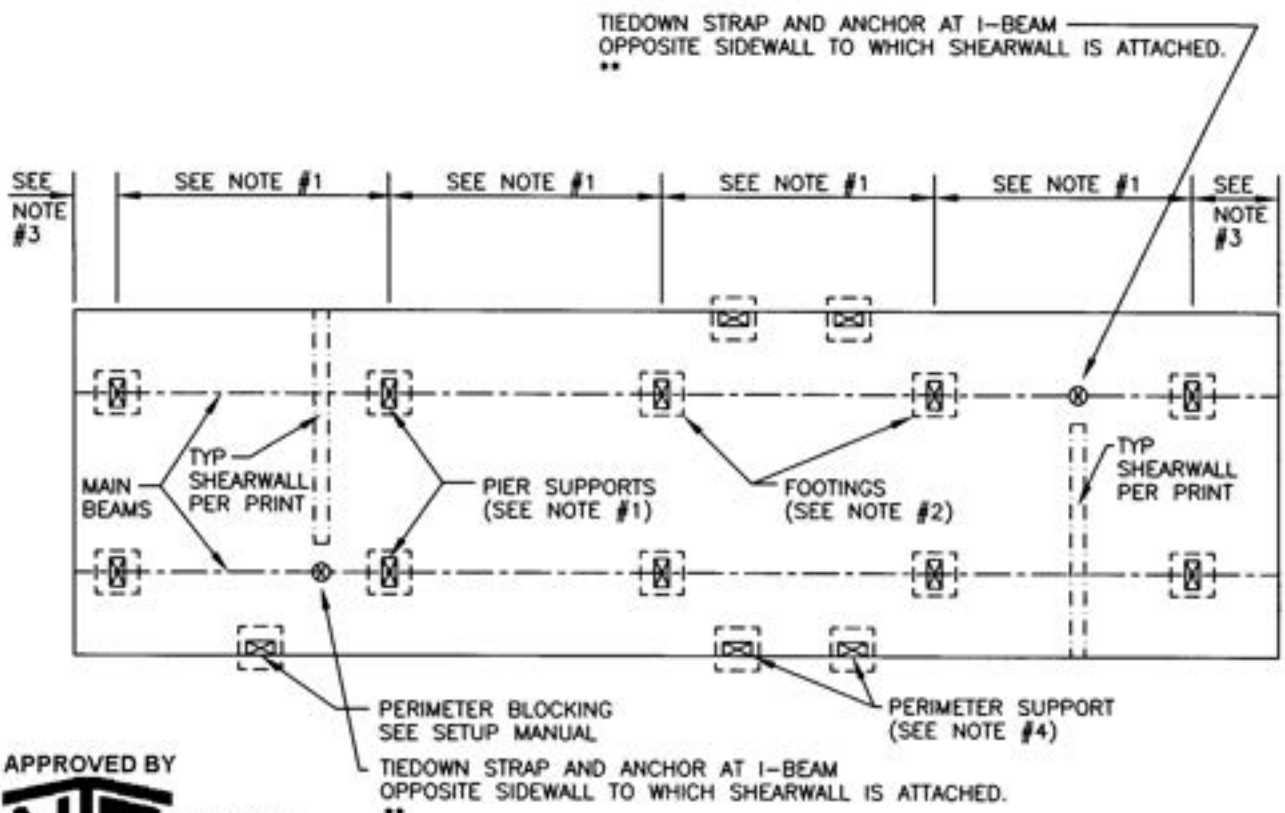 TIEDOWN STRAP AND ANCHOR AT I-BEAM
OPPOSITE SIDEWALL TO WHICH SHEARWALL IS ATTACHED.
**
SEE NOTE #3
SEE NOTE #1
SEE NOTE #1
SEE NOTE #1
SEE NOTE #1
SEE NOTE #3
MAIN
BEAMS
TYP
SHEARWALL
PER PRINT
PIER SUPPORTS
(SEE NOTE #1)
FOOTINGS
(SEE NOTE #2)
TYP
SHEARWALL
PER PRINT
PERIMETER BLOCKING
SEE SETUP MANUAL
PERIMETER SUPPORT
(SEE NOTE #4)
TIEDOWN STRAP AND ANCHOR AT I-BEAM
OPPOSITE SIDEWALL TO WHICH SHEARWALL IS ATTACHED.
**
APPROVED BY